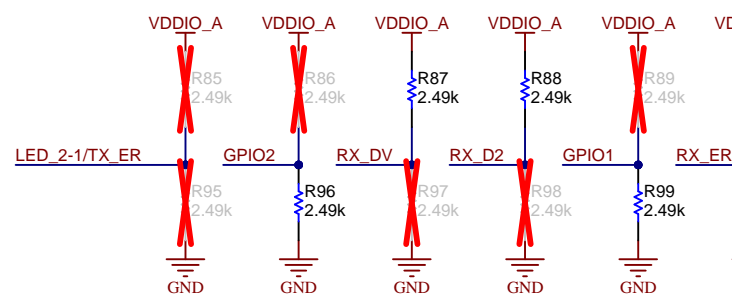 VDDIO_A VDDIO_A VDDIO_A VDDIO_A VDDIO_A VD
R85 R86 R87 R88 R89
2.49k 2.49k 2.49k 2.49k 2.49k
LED_2-1/TX_ER GPIO2 RX_DV RX_D2 GPIO1 RX_ER
R95 R96 R97 R98 R99
2.49k 2.49k 2.49k 2.49k 2.49k
GND GND GND GND GND